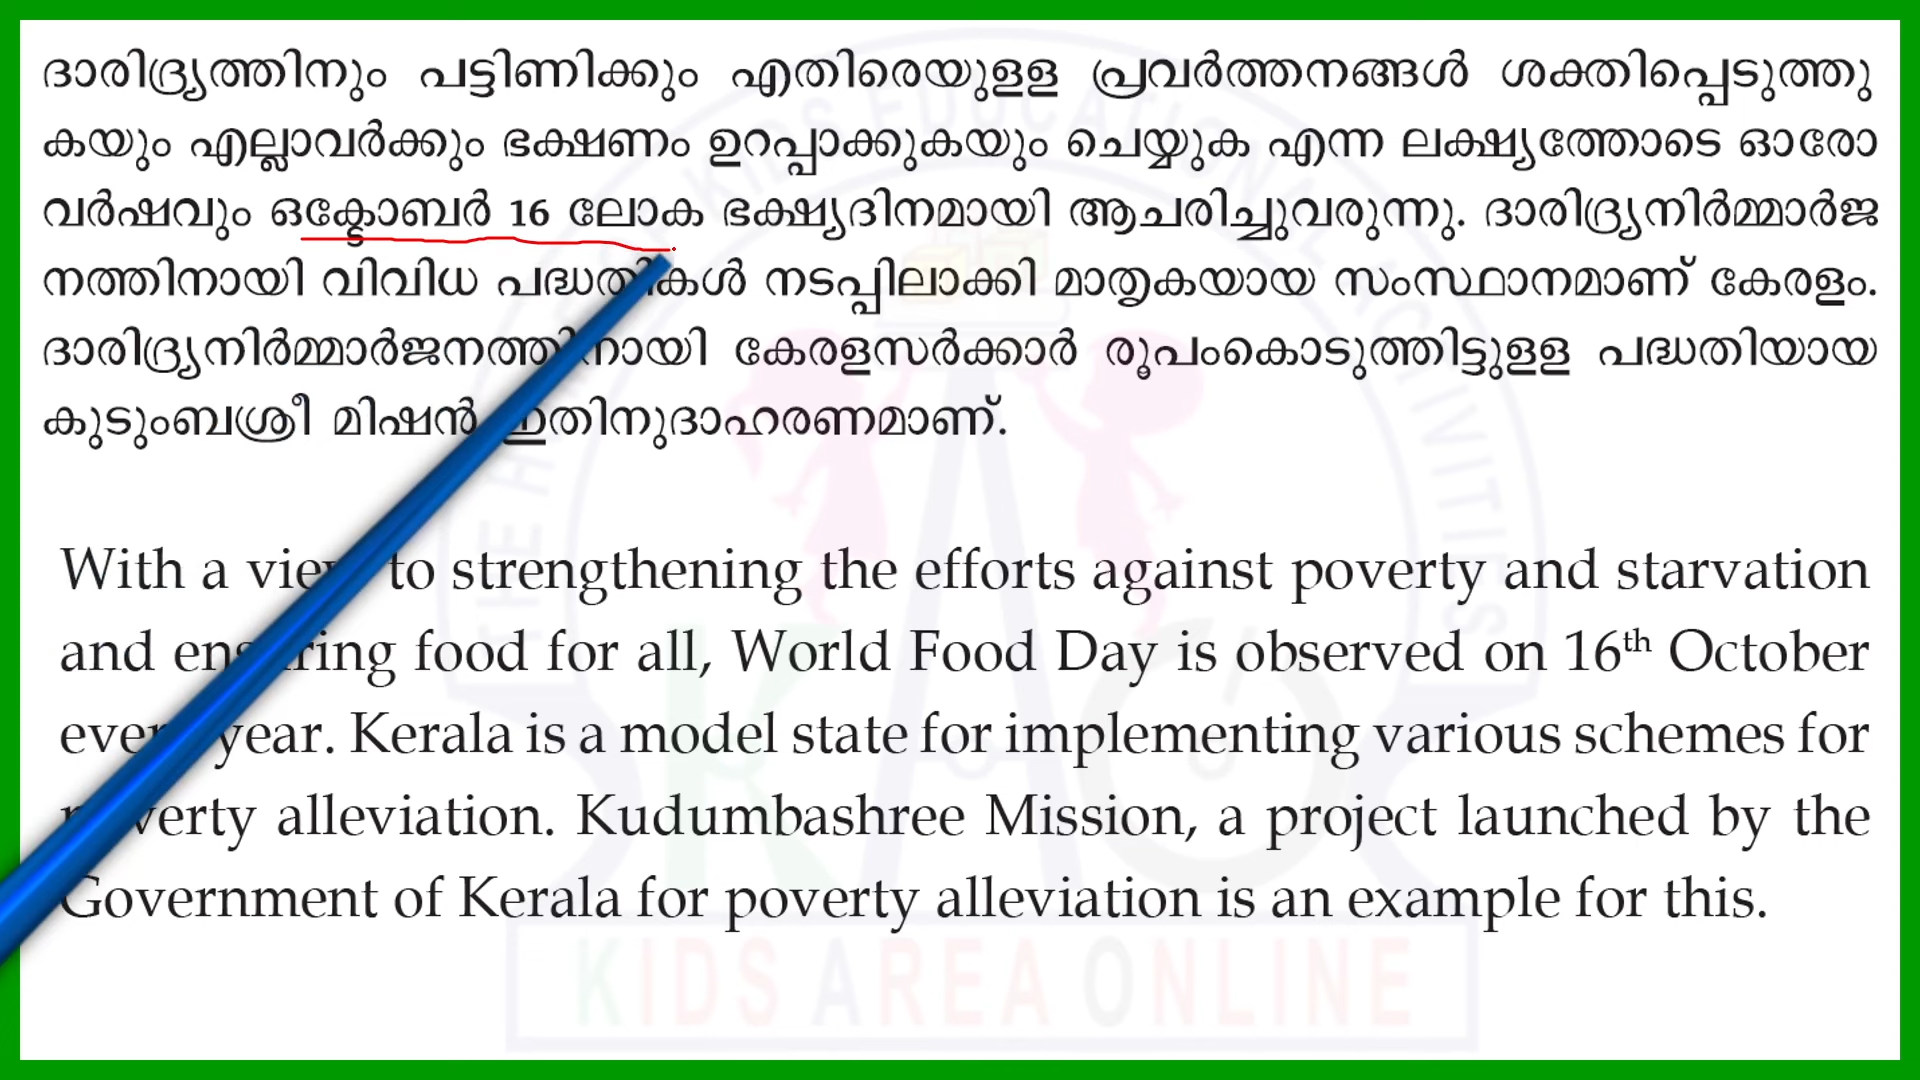 ദാരിദ്ര്യത്തിനും പട്ടിണിക്കും എതിരെയുളള പ്രവർത്തനങ്ങൾ ശക്തിപ്പെടുത്തു
കയും എല്ലാവർക്കും ഭക്ഷണം ഉറപ്പാക്കുകയും ചെയ്യുക എന്ന ലക്ഷ്യത്തോടെ ഓരോ
വർഷവും ഒക്ടോബർ 16 ലോക ഭക്ഷ്യദിനമായി ആചരിച്ചുവരുന്നു. ദാരിദ്ര്യനിർമ്മാർജ
നത്തിനായി വിവിധ പദ്ധതികൾ നടപ്പിലാക്കി മാതൃകയായ സംസ്ഥാനമാണ് കേരളം.
ദാരിദ്ര്യനിർമ്മാർജനത്തിനായി കേരളസർക്കാർ രൂപംകൊടുത്തിട്ടുളള പദ്ധതിയായ
കുടുംബശ്രീ മിഷൻ ഇതിനുദാഹരണമാണ്.
With a view to strengthening the efforts against poverty and starvation
and ensuring food for all, World Food Day is observed on 16th October
every year. Kerala is a model state for implementing various schemes for
poverty alleviation. Kudumbashree Mission, a project launched by the
Government of Kerala for poverty alleviation is an example for this.
KIDS AREA ONLINE